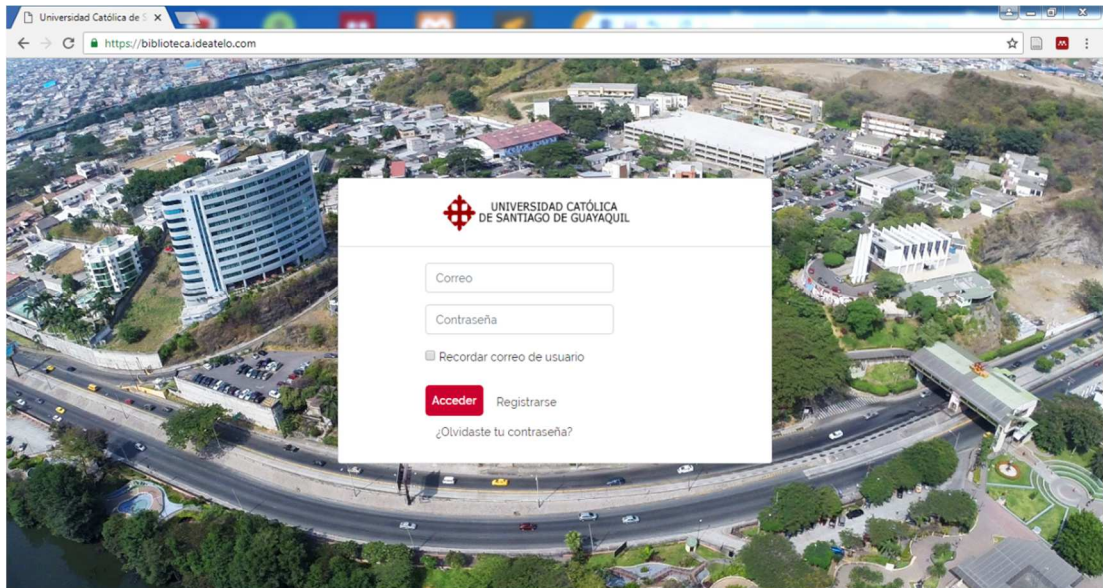 Universidad Católica de S
https://biblioteca.ideatelo.com
UNIVERSIDAD CATÓLICA
DE SANTIAGO DE GUAYAQUIL
Correo
Contraseña
Recordar correo de usuario
Acceder Registrarse
¿Olvidaste tu contraseña?